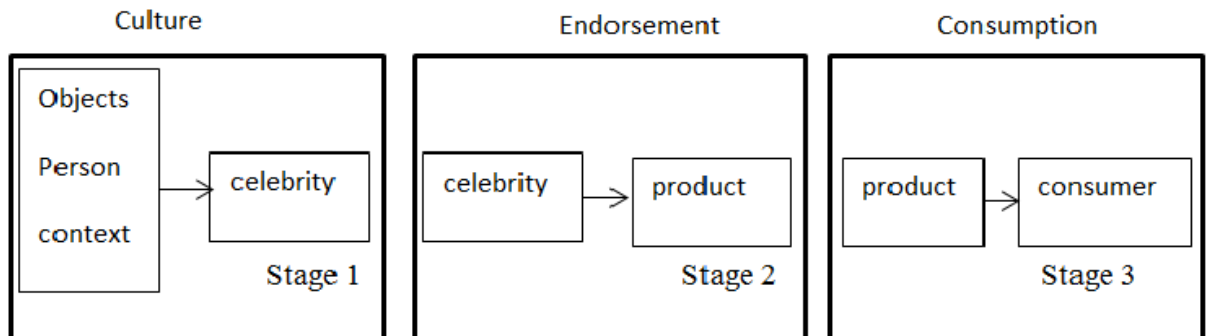 Culture
Endorsement
Consumption
Objects
Person
context
celebrity
Stage 1
celebrity
product
Stage 2
product
consumer
Stage 3